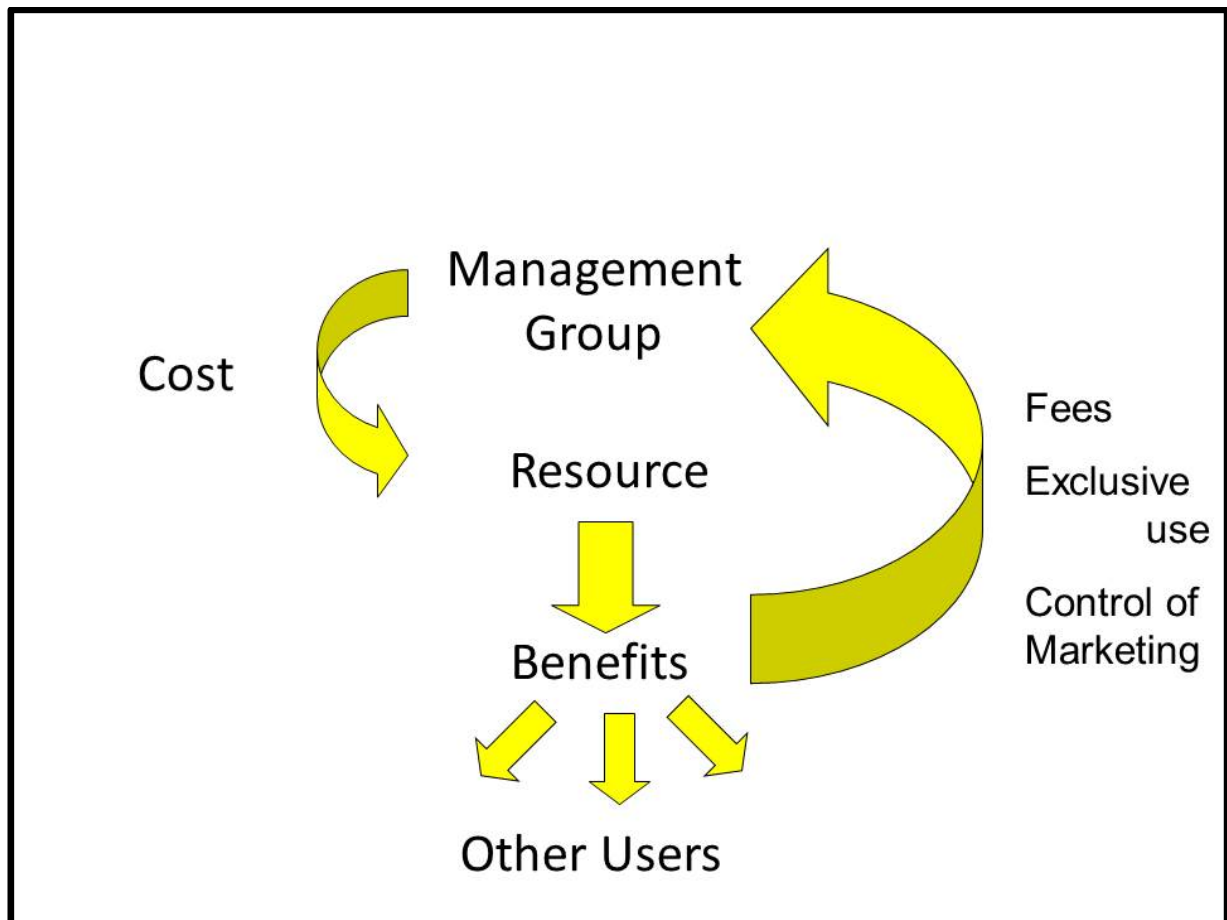 Management
Group
Cost
Resource
Benefits
Other Users
Fees
Exclusive
use
Control of
Marketing